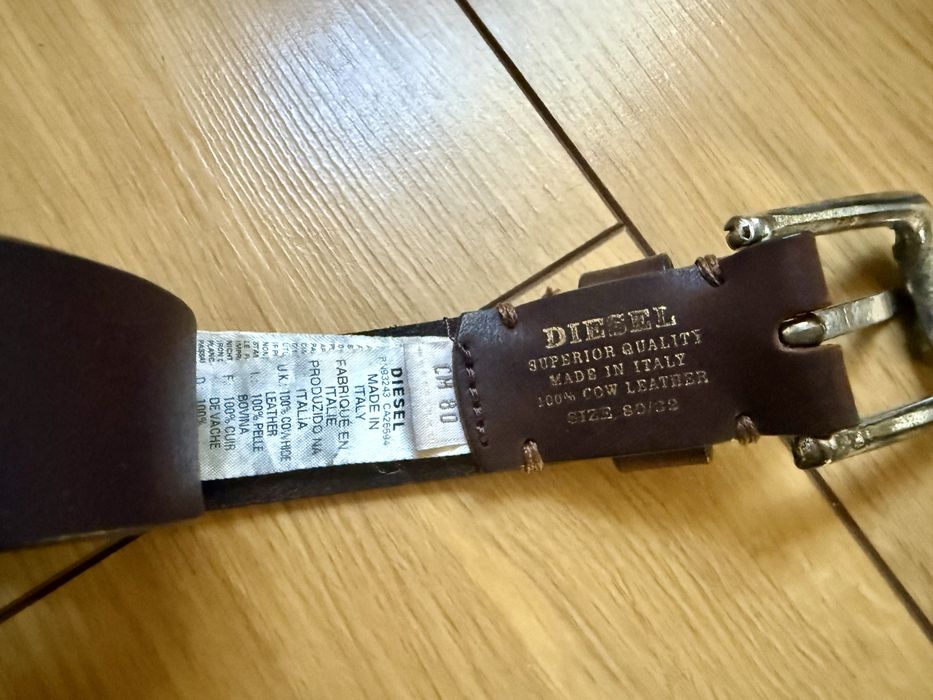 DIESEL
SUPERIOR QUALITY
MADE IN ITALY
100% COW LEATHER
SIZE 80/32
CM 80
DIESEL
MADE IN
ITALY
FABRIQUE EN
ITALIE
PRODUZIDO NA
ITALIA
U.K. 100% COWHIDE
LEATHER
I. 100% PELLE
BOVINA
F. 100% CUIR
DE VACHE
D. 100%